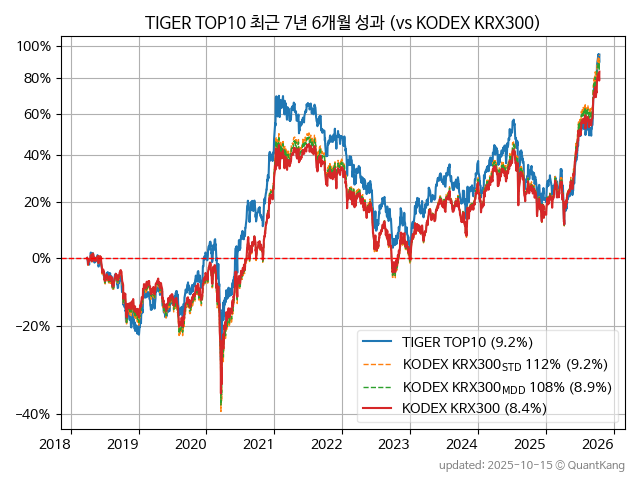 TIGER TOP10 최근 7년 6개월 성과 (vs KODEX KRX300)
100%
80%
60%
40%
20%
0%
−20%
−40%
TIGER TOP10 (9.2%)
KODEX KRX300STD 112% (9.2%)
KODEX KRX300MDD 108% (8.9%)
KODEX KRX300 (8.4%)
2018 2019 2020 2021 2022 2023 2024 2025 2026
updated: 2025-10-15 © QuantKang